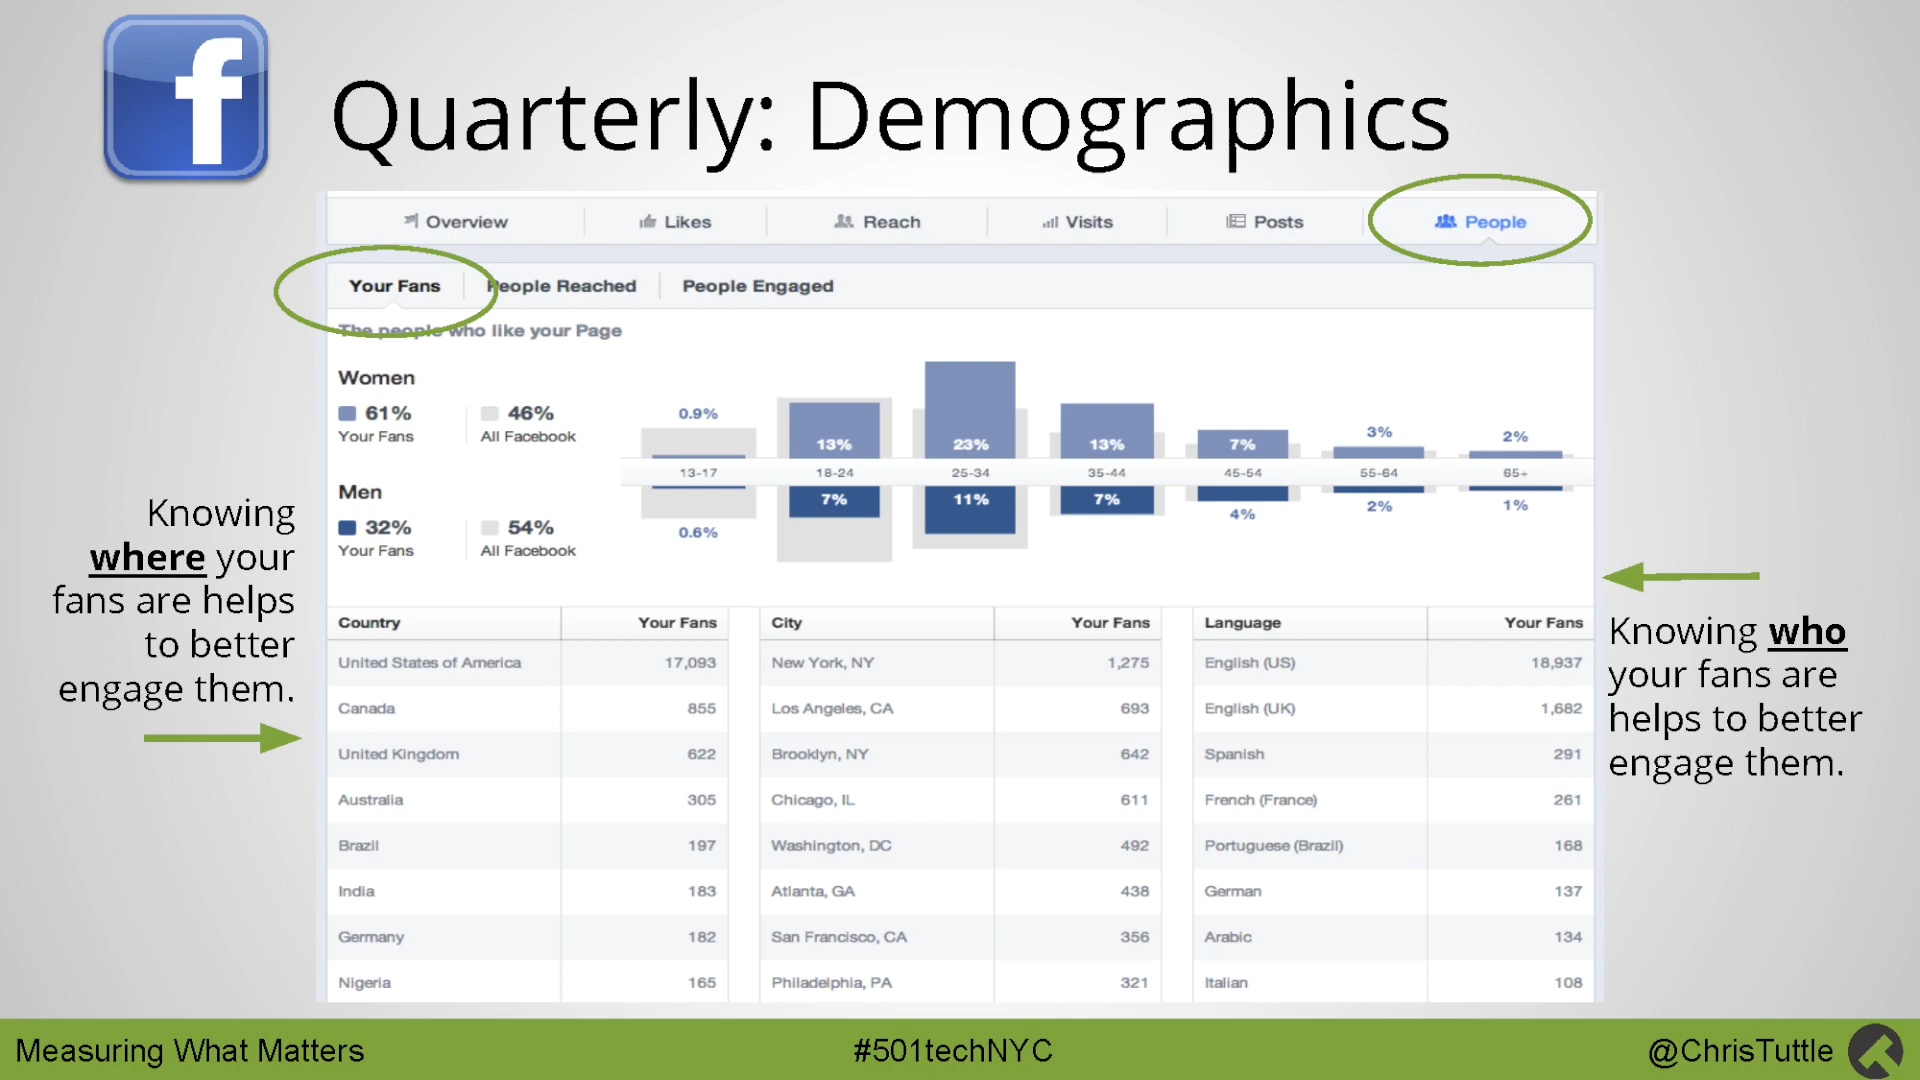 f
Quarterly: Demographics
Overview Likes Reach Visits Posts People
Your Fans People Reached People Engaged
The people who like your Page
Women
61% 46%
Your Fans All Facebook
Men
32% 54%
Your Fans All Facebook
0.9% 13% 23% 13% 7% 3% 2%
13-17 18-24 25-34 35-44 45-54 55-64 65+
0.6% 7% 11% 7% 4% 2% 1%
Knowing
where your
fans are helps
to better
engage them.
Country Your Fans City Your Fans Language Your Fans
United States of America 17,093 New York, NY 1,275 English (US) 18,937
Canada 855 Los Angeles, CA 693 English (UK) 1,682
United Kingdom 622 Brooklyn, NY 642 Spanish 291
Australia 305 Chicago, IL 611 French (France) 261
Brazil 197 Washington, DC 492 Portuguese (Brazil) 168
India 183 Atlanta, GA 438 German 137
Germany 182 San Francisco, CA 356 Arabic 134
Nigeria 165 Philadelphia, PA 321 Italian 108
Knowing who
your fans are
helps to better
engage them.
Measuring What Matters #501techNYC @ChrisTuttle